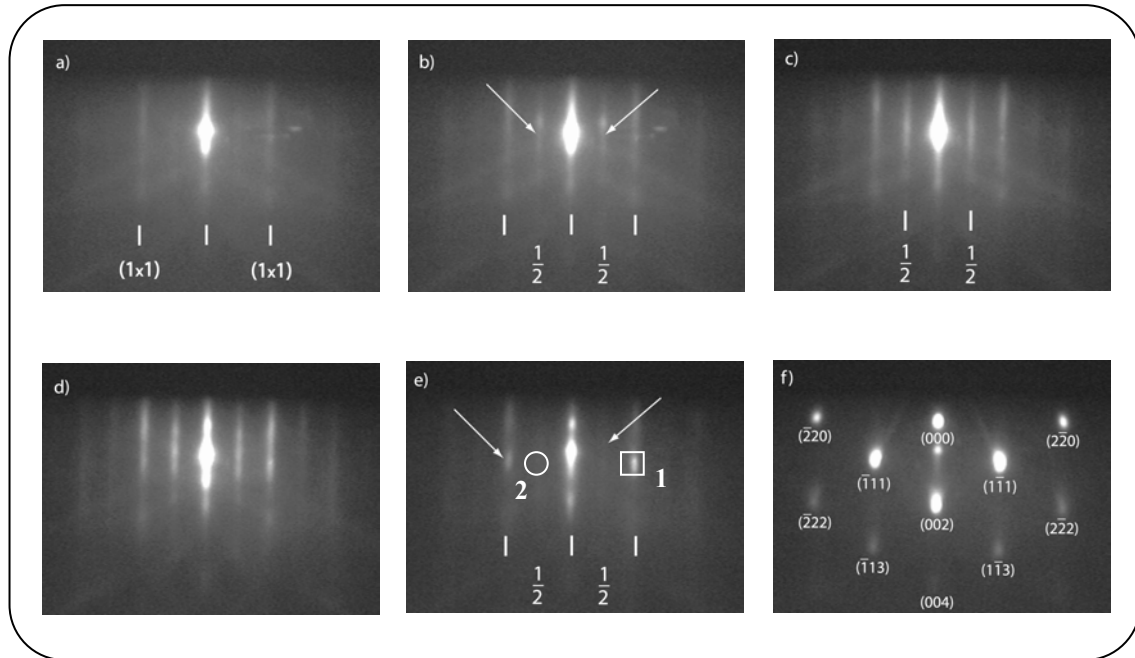 a)
(1x1) (1x1)
b)
1/2 1/2
c)
1/2 1/2
d)
e)
2 1
1/2 1/2
f)
(2̄20) (000) (22̄0)
(1̄11) (11̄1)
(2̄22) (002) (22̄2)
(1̄13) (11̄3)
(004)